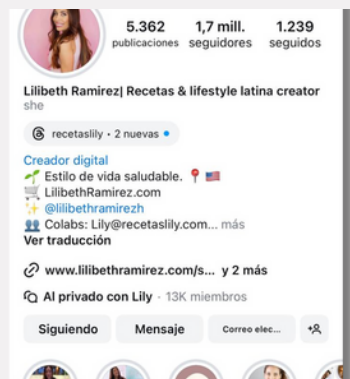 5.362 1,7 mill. 1.239
publicaciones seguidores seguidos
Lilibeth Ramirez| Recetas & lifestyle latina creator
she
recetaslily • 2 nuevas
Creador digital
🌱 Estilo de vida saludable. 📍 🇺🇸
🛒 LilibethRamirez.com
✨ @lilibethramirezh
👥 Colabs: Lily@recetaslily.com... más
Ver traducción
www.lilibethramirez.com/s... y 2 más
Al privado con Lily · 13K miembros
Siguiendo Mensaje Correo elec...